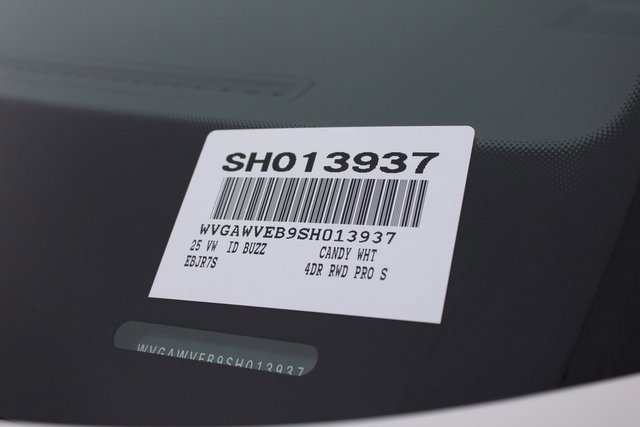 SH013937
WVGAWVEB9SH013937
25 VW ID BUZZ CANDY WHT
EBJR7S 4DR RWD PRO S
WVGAWVEB9SH013937